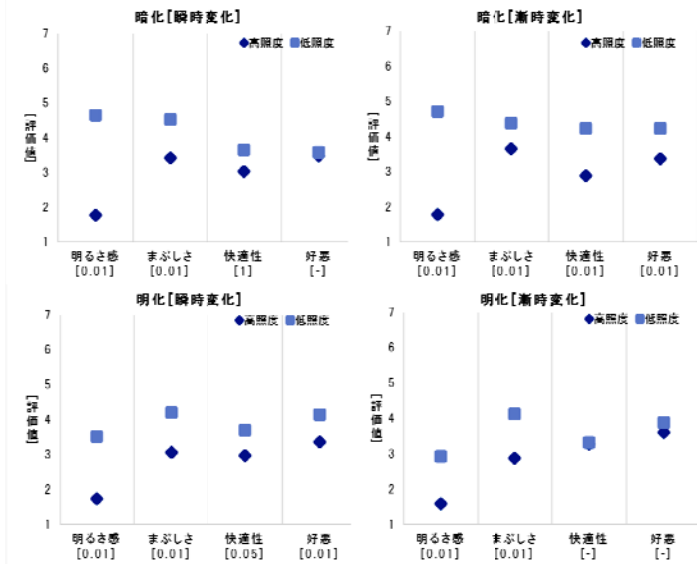 暗化[瞬時変化]
◆高照度 ■低照度
7
6
5
4
3
2
1
[評価値]
明るさ感 まぶしさ 快適性 好悪
[0.01] [0.01] [1] [-]
暗化[漸時変化]
◆高照度 ■低照度
7
6
5
4
3
2
1
[評価値]
明るさ感 まぶしさ 快適性 好悪
[0.01] [0.01] [0.01] [0.01]
明化[瞬時変化]
◆高照度 ■低照度
7
6
5
4
3
2
1
[評価値]
明るさ感 まぶしさ 快適性 好悪
[0.01] [0.01] [0.05] [0.01]
明化[漸時変化]
◆高照度 ■低照度
7
6
5
4
3
2
1
[評価値]
明るさ感 まぶしさ 快適性 好悪
[0.01] [0.01] [-] [-]